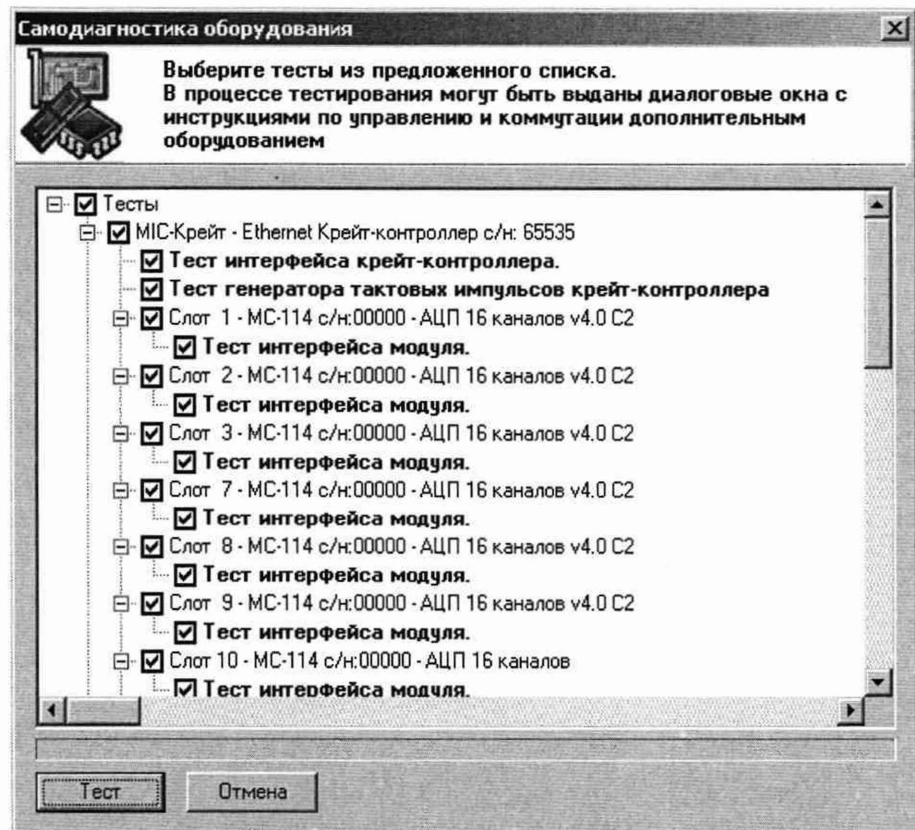 Самодиагностика оборудования
Выберите тесты из предложенного списка.
В процессе тестирования могут быть выданы диалоговые окна с
инструкциями по управлению и коммутации дополнительным
оборудованием
Тесты
MIC-Крейт - Ethernet Крейт-контроллер с/н: 65535
Тест интерфейса крейт-контроллера.
Тест генератора тактовых импульсов крейт-контроллера
Слот 1 - МС-114 с/н:00000 - АЦП 16 каналов v4.0 C2
Тест интерфейса модуля.
Слот 2 - МС-114 с/н:00000 - АЦП 16 каналов v4.0 C2
Тест интерфейса модуля.
Слот 3 - МС-114 с/н:00000 - АЦП 16 каналов v4.0 C2
Тест интерфейса модуля.
Слот 7 - МС-114 с/н:00000 - АЦП 16 каналов v4.0 C2
Тест интерфейса модуля.
Слот 8 - МС-114 с/н:00000 - АЦП 16 каналов v4.0 C2
Тест интерфейса модуля.
Слот 9 - МС-114 с/н:00000 - АЦП 16 каналов v4.0 C2
Тест интерфейса модуля.
Слот 10 - МС-114 с/н:00000 - АЦП 16 каналов
Тест интерфейса модуля.
Тест
Отмена